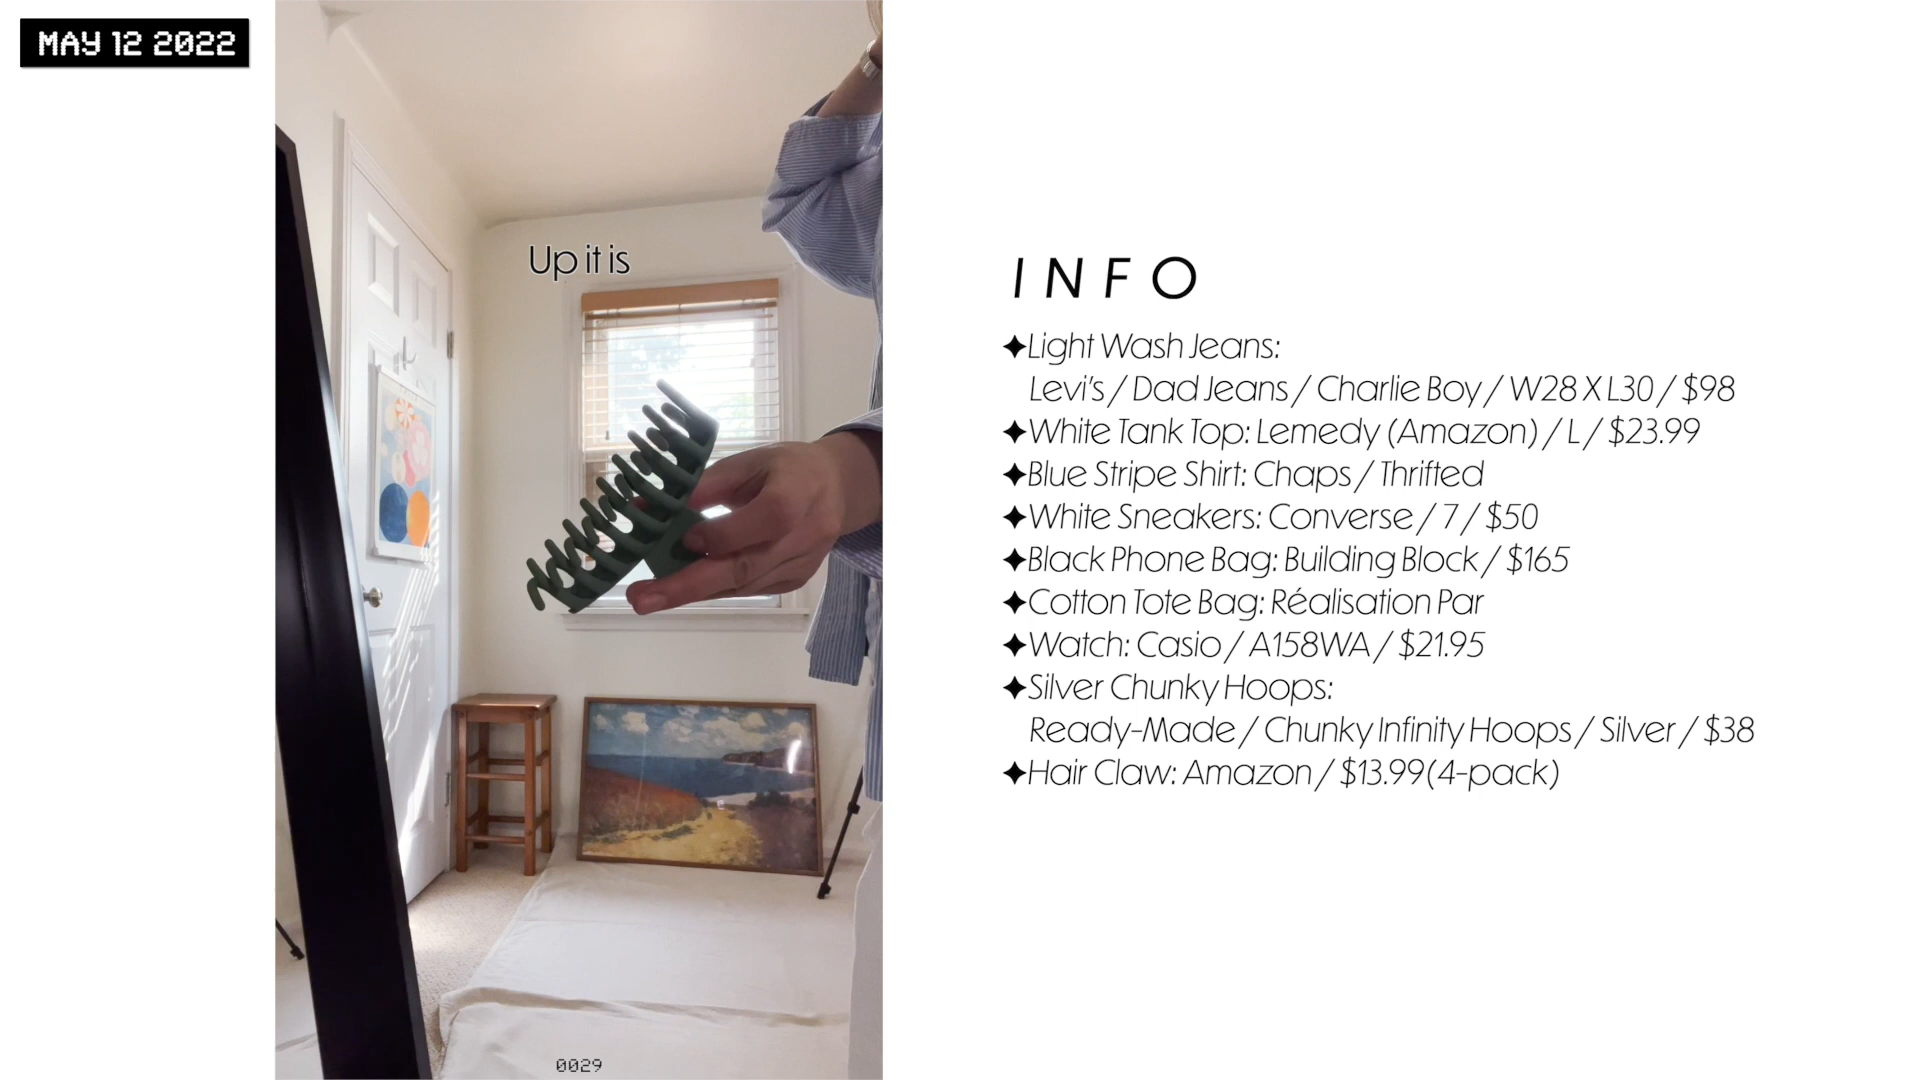 MAY 12 2022
Up it is
0029
INFO
✦Light Wash Jeans:
Levi's / Dad Jeans / Charlie Boy / W28 X L30 / $98
✦White Tank Top: Lemedy (Amazon) / L / $23.99
✦Blue Stripe Shirt: Chaps / Thrifted
✦White Sneakers: Converse / 7 / $50
✦Black Phone Bag: Building Block / $165
✦Cotton Tote Bag: Réalisation Par
✦Watch: Casio / A158WA / $21.95
✦Silver Chunky Hoops:
Ready-Made / Chunky Infinity Hoops / Silver / $38
✦Hair Claw: Amazon / $13.99(4-pack)